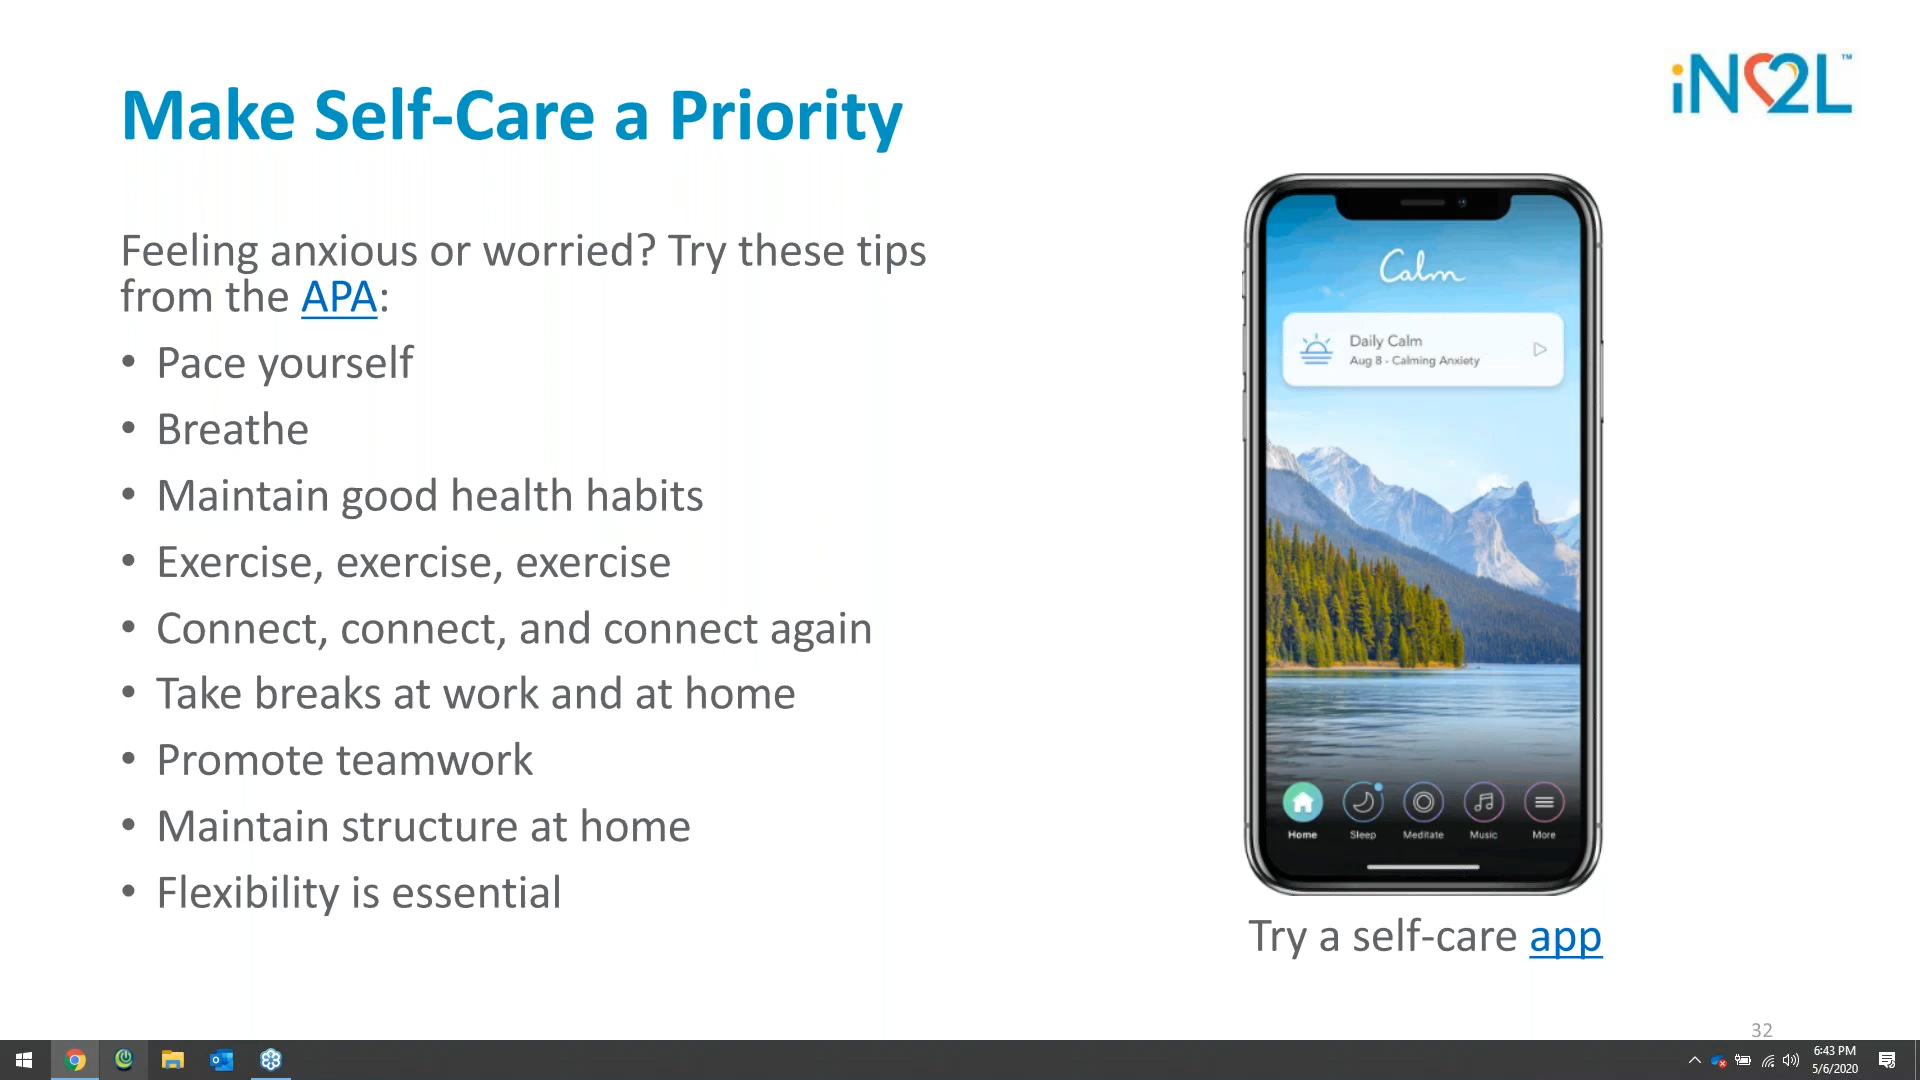 iN2L™
Make Self-Care a Priority
Feeling anxious or worried? Try these tips
from the APA:
• Pace yourself
• Breathe
• Maintain good health habits
• Exercise, exercise, exercise
• Connect, connect, and connect again
• Take breaks at work and at home
• Promote teamwork
• Maintain structure at home
• Flexibility is essential
Calm
Daily Calm
Aug 8 - Calming Anxiety
Home Sleep Meditate Music More
Try a self-care app
32
6:43 PM
5/6/2020